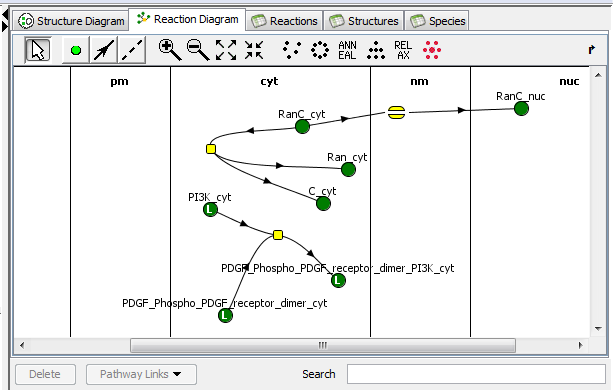 Structure Diagram Reaction Diagram Reactions Structures Species
ANN
EAL
REL
AX
pm cyt nm nuc
RanC_nuc
RanC_cyt
Ran_cyt
C_cyt
PI3K_cyt
L
PDGF_Phospho_PDGF_receptor_dimer_PI3K_cyt
L
PDGF_Phospho_PDGF_receptor_dimer_cyt
L
Delete Pathway Links Search